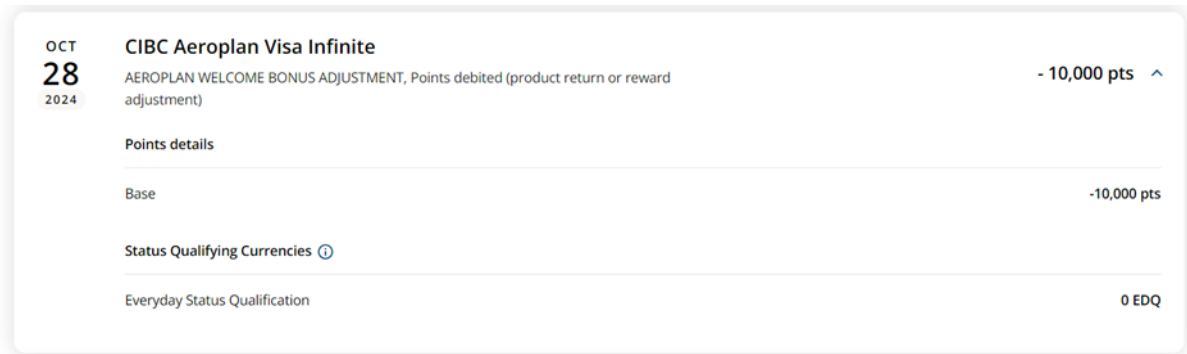 OCT
28
2024
CIBC Aeroplan Visa Infinite
AEROPLAN WELCOME BONUS ADJUSTMENT, Points debited (product return or reward
adjustment)
- 10,000 pts
Points details
Base -10,000 pts
Status Qualifying Currencies
Everyday Status Qualification 0 EDQ